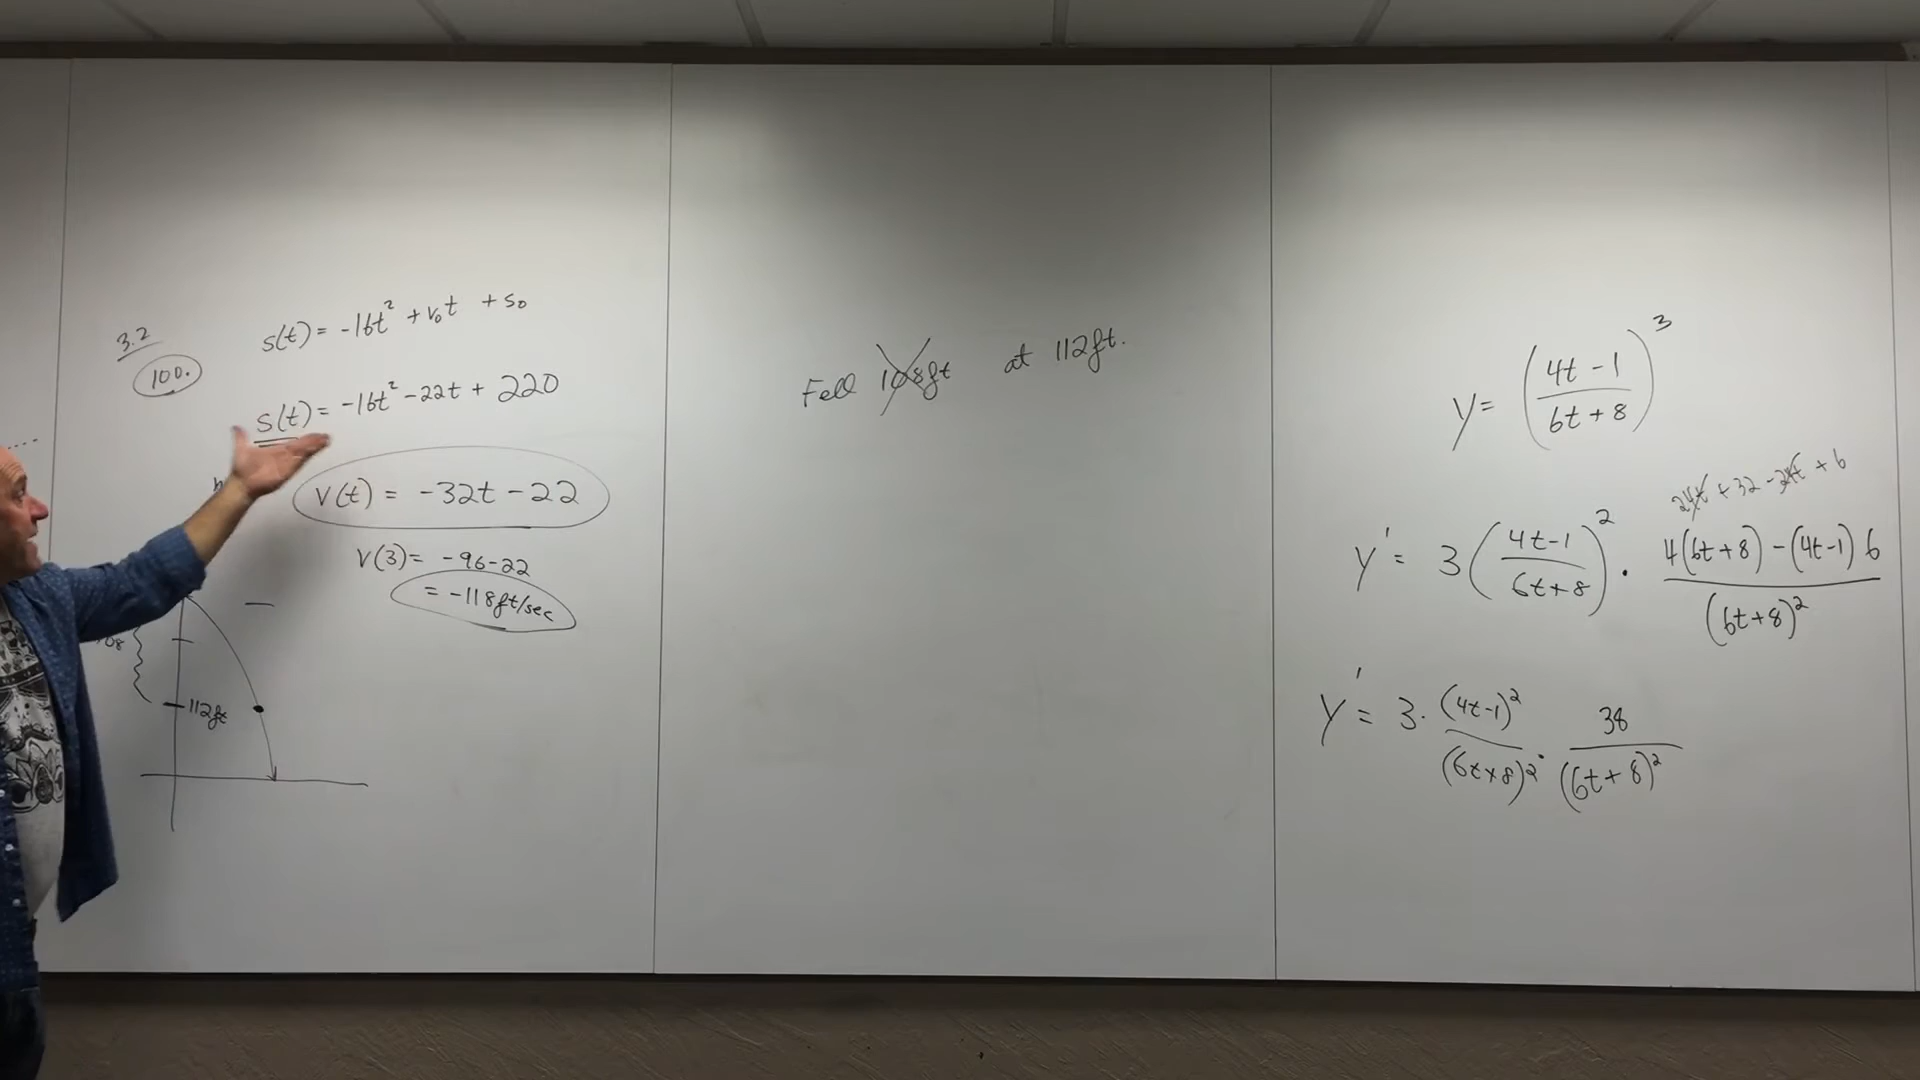 3.2
100.
s(t) = -16t² + v₀t + s₀
s(t) = -16t² - 22t + 220
v(t) = -32t - 22
v(3) = -96-22
= -118ft/sec
108
112ft
Fell 108ft at 112ft.
y = ((4t - 1)/(6t + 8))³
24t + 32 - 24t + 6
y' = 3((4t-1)/(6t+8))² · (4(6t+8) - (4t-1)6)/(6t+8)²
y' = 3 · (4t-1)²/(6t+8)² · 38/(6t+8)²